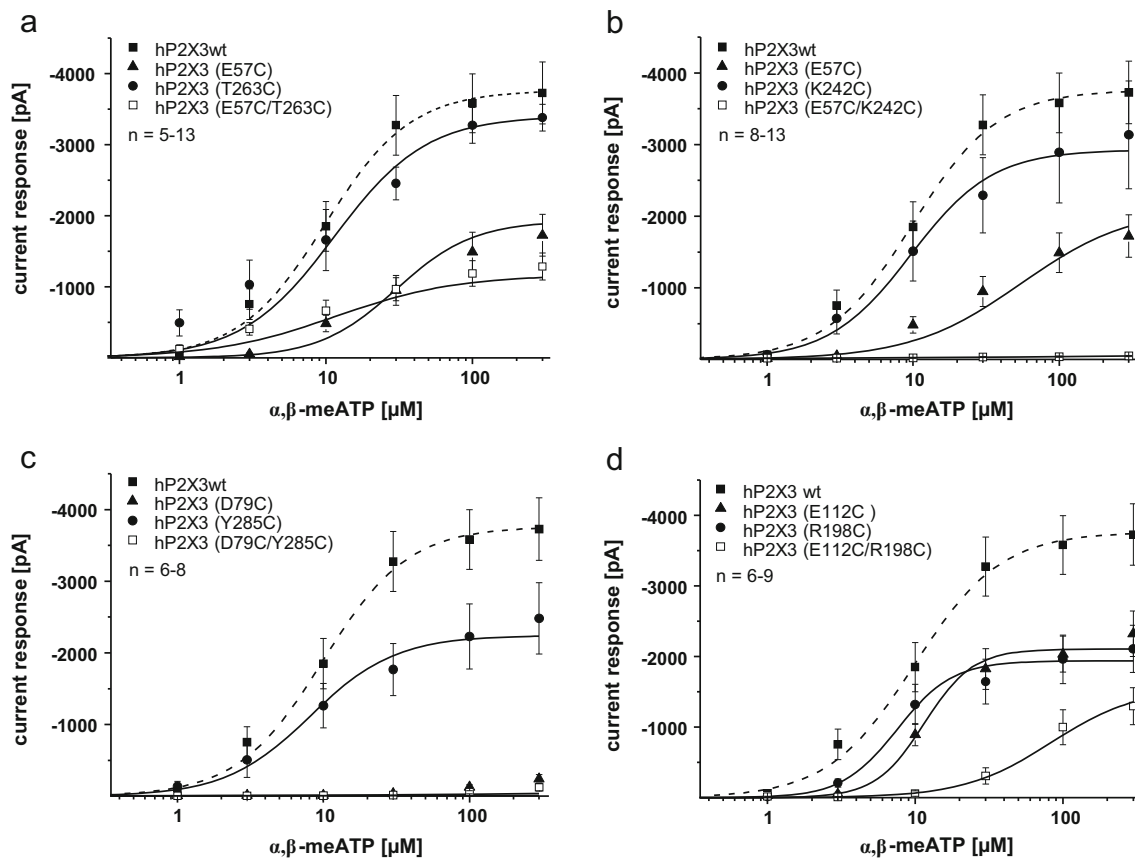 a
hP2X3wt
hP2X3 (E57C)
hP2X3 (T263C)
hP2X3 (E57C/T263C)
n = 5-13
current response [pA]
-4000
-3000
-2000
-1000
1
10
100
α,β-meATP [µM]
b
hP2X3wt
hP2X3 (E57C)
hP2X3 (K242C)
hP2X3 (E57C/K242C)
n = 8-13
current response [pA]
-4000
-3000
-2000
-1000
1
10
100
α,β-meATP [µM]
c
hP2X3wt
hP2X3 (D79C)
hP2X3 (Y285C)
hP2X3 (D79C/Y285C)
n = 6-8
current response [pA]
-4000
-3000
-2000
-1000
1
10
100
α,β-meATP [µM]
d
hP2X3 wt
hP2X3 (E112C )
hP2X3 (R198C)
hP2X3 (E112C/R198C)
n = 6-9
current response [pA]
-4000
-3000
-2000
-1000
1
10
100
α,β-meATP [µM]